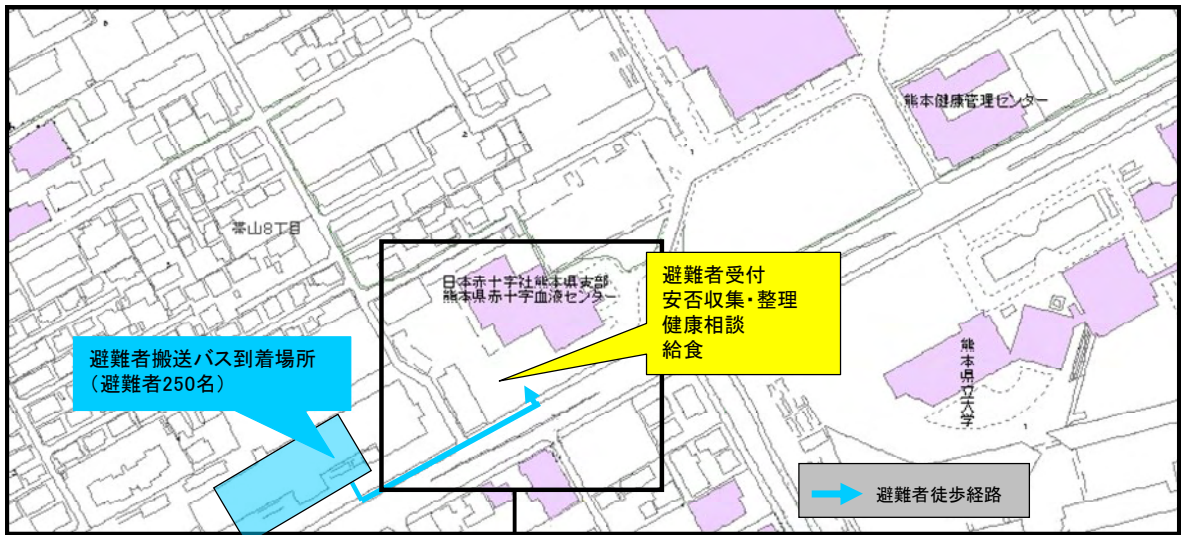 熊本健康管理センター
帯山8丁目
日本赤十字社熊本県支部
熊本県赤十字血液センター
避難者受付
安否収集・整理
健康相談
給食
避難者搬送バス到着場所
（避難者250名）
熊本県立大学
避難者徒歩経路